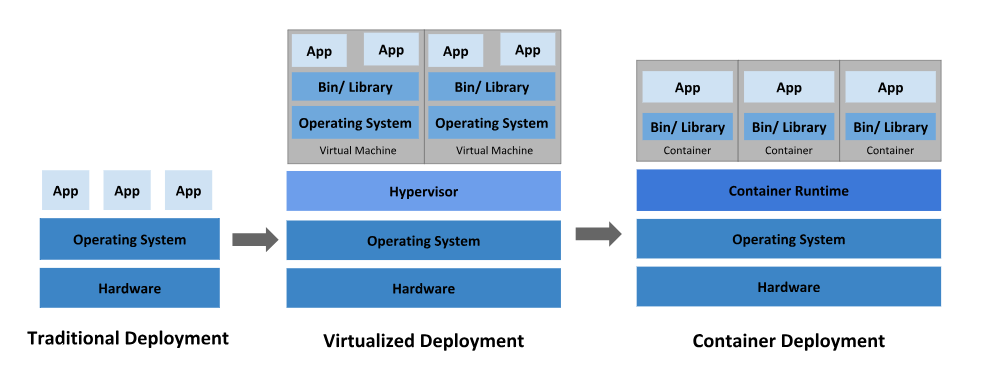 App
App
App
Operating System
Hardware
Traditional Deployment
App
App
Bin/ Library
Operating System
Virtual Machine
App
App
Bin/ Library
Operating System
Virtual Machine
Hypervisor
Operating System
Hardware
Virtualized Deployment
App
Bin/ Library
Container
App
Bin/ Library
Container
App
Bin/ Library
Container
Container Runtime
Operating System
Hardware
Container Deployment